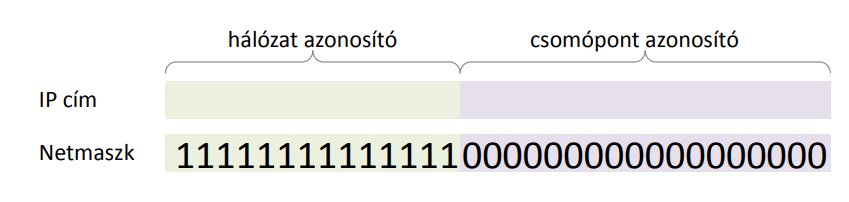 hálózat azonosító csomópont azonosító
IP cím
Netmaszk 11111111111111000000000000000000